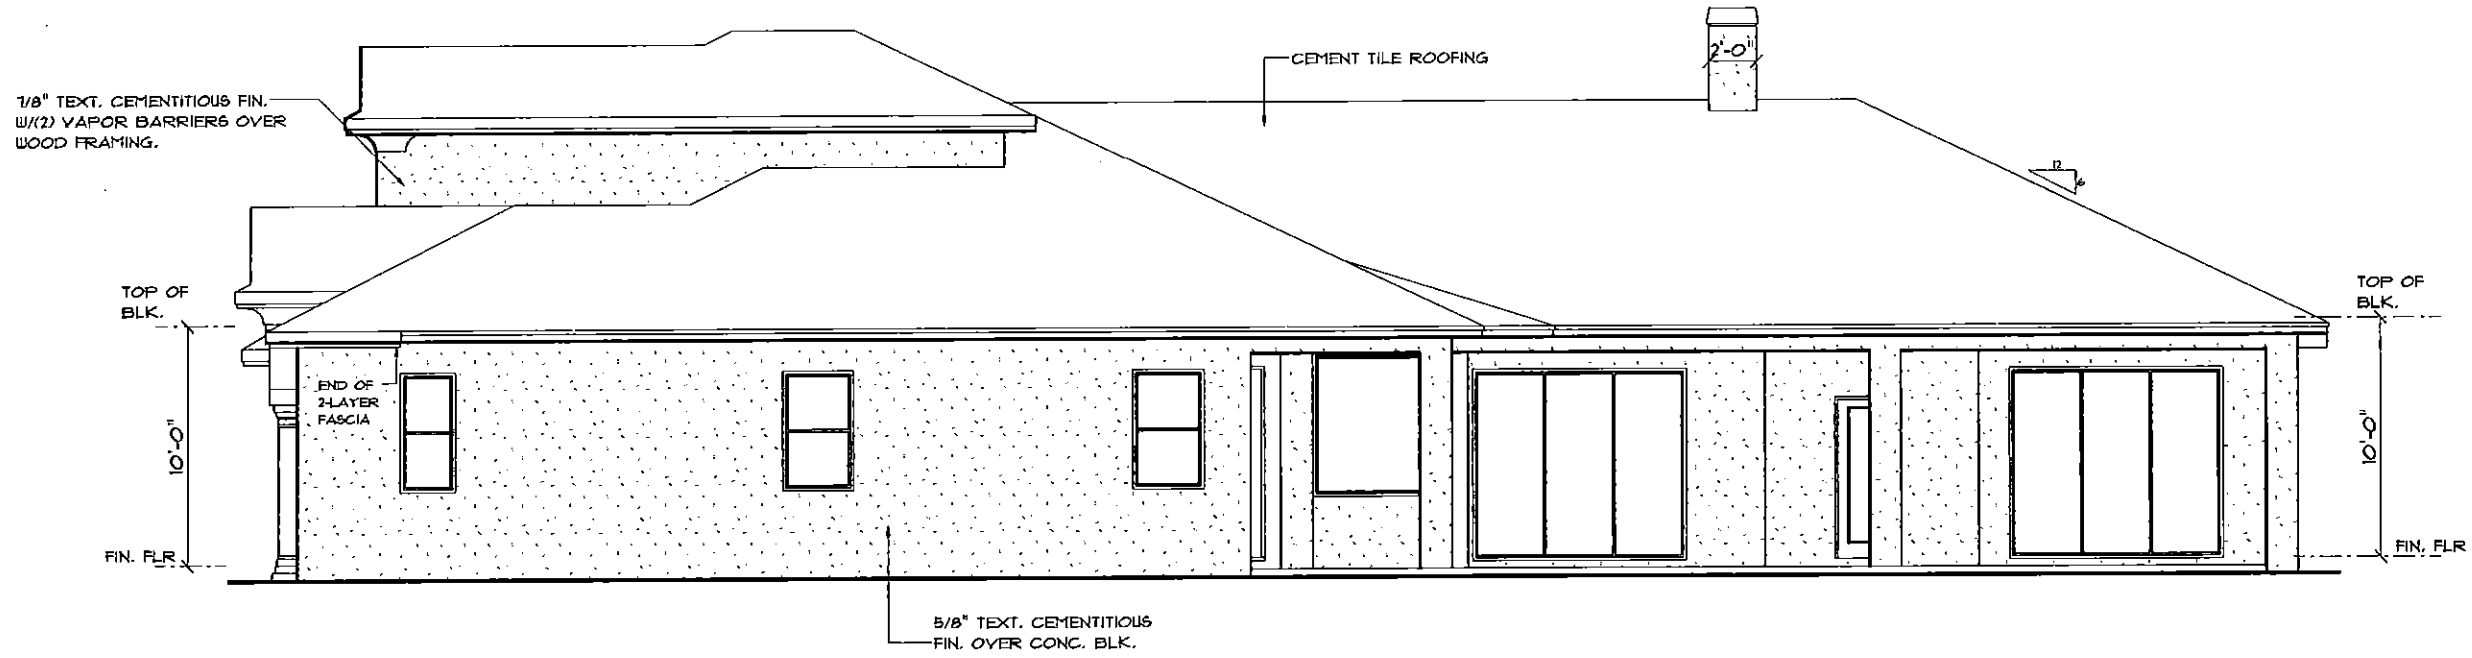 2'-0"
CEMENT TILE ROOFING
7/8" TEXT. CEMENTITIOUS FIN.
W/(2) VAPOR BARRIERS OVER
WOOD FRAMING.
12
6
TOP OF
BLK.
TOP OF
BLK.
END OF
2-LAYER
FASCIA
10'-0"
10'-0"
FIN. FLR
FIN. FLR
5/8" TEXT. CEMENTITIOUS
FIN. OVER CONC. BLK.